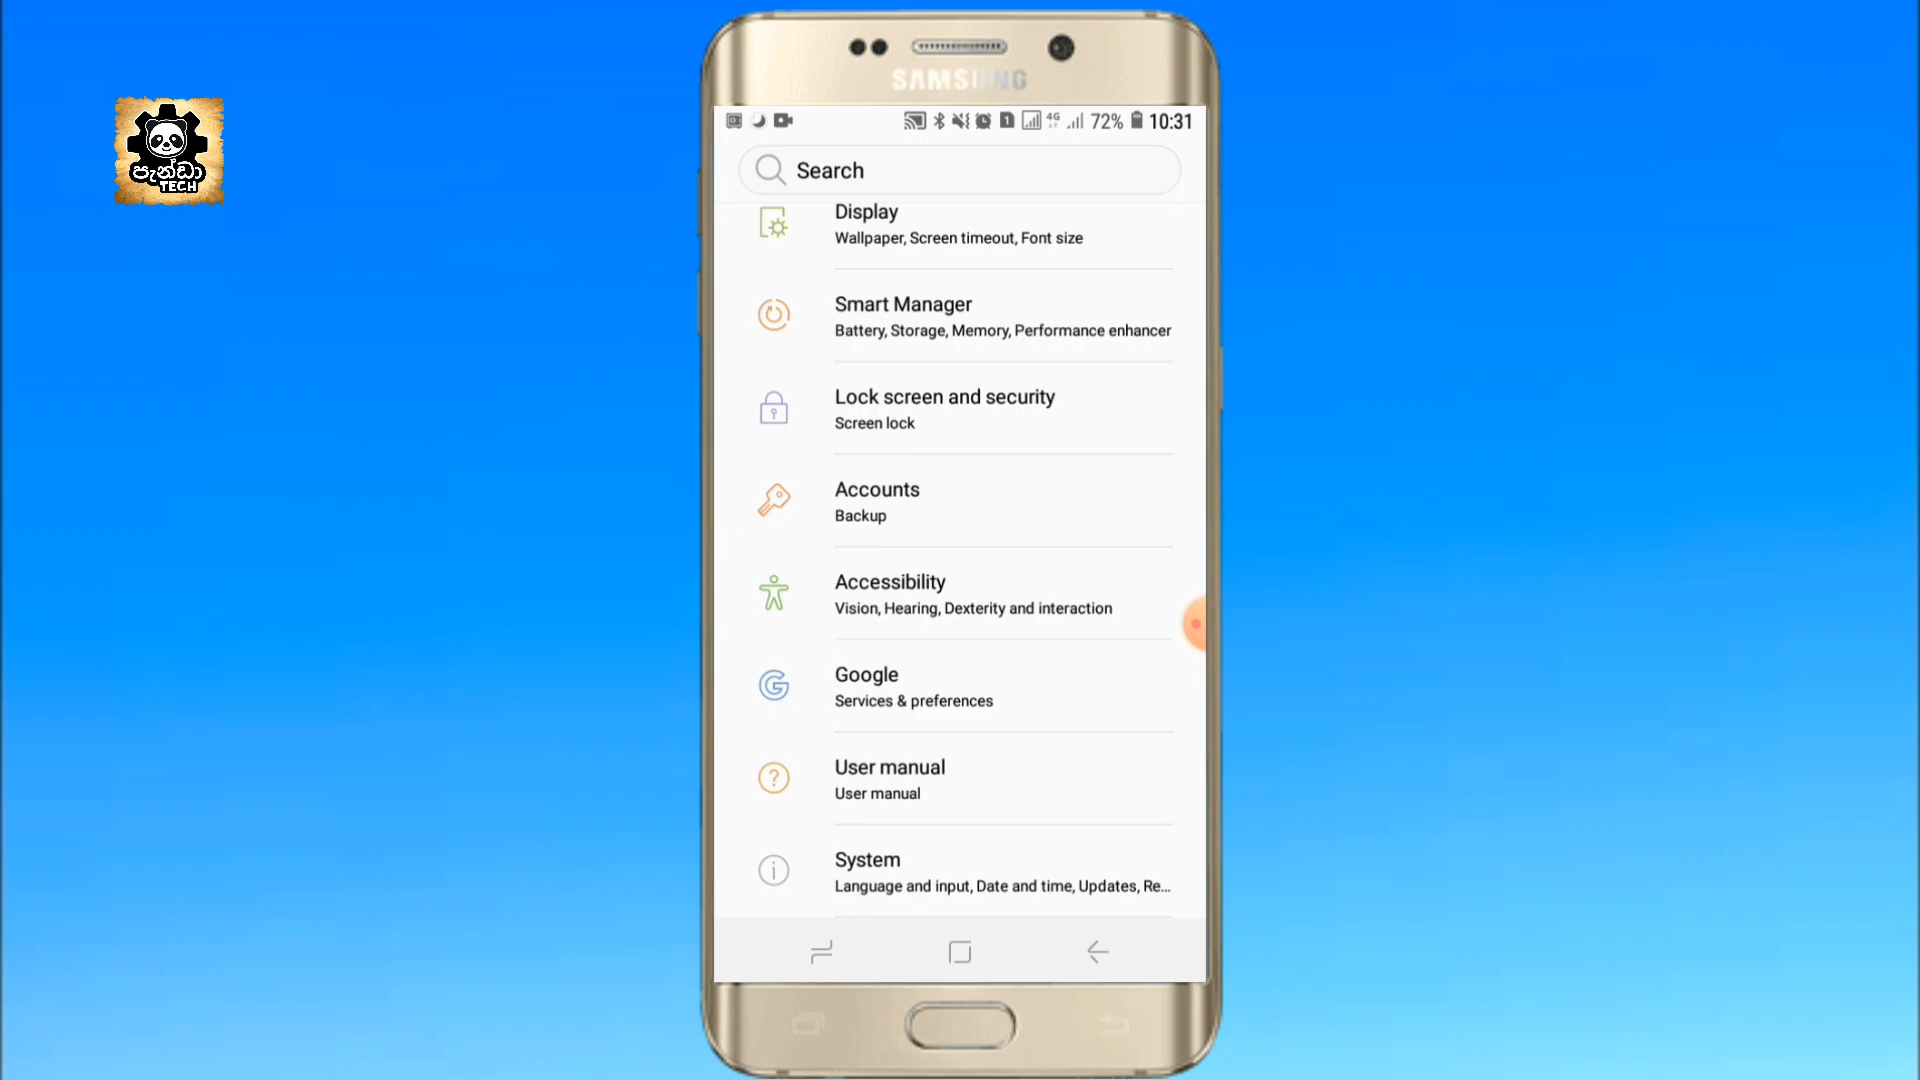 SAMSUNG
පැන්ඩා
TECH
1 4G 72% 10:31
Search
Display
Wallpaper, Screen timeout, Font size
Smart Manager
Battery, Storage, Memory, Performance enhancer
Lock screen and security
Screen lock
Accounts
Backup
Accessibility
Vision, Hearing, Dexterity and interaction
Google
Services & preferences
User manual
User manual
System
Language and input, Date and time, Updates, Re...